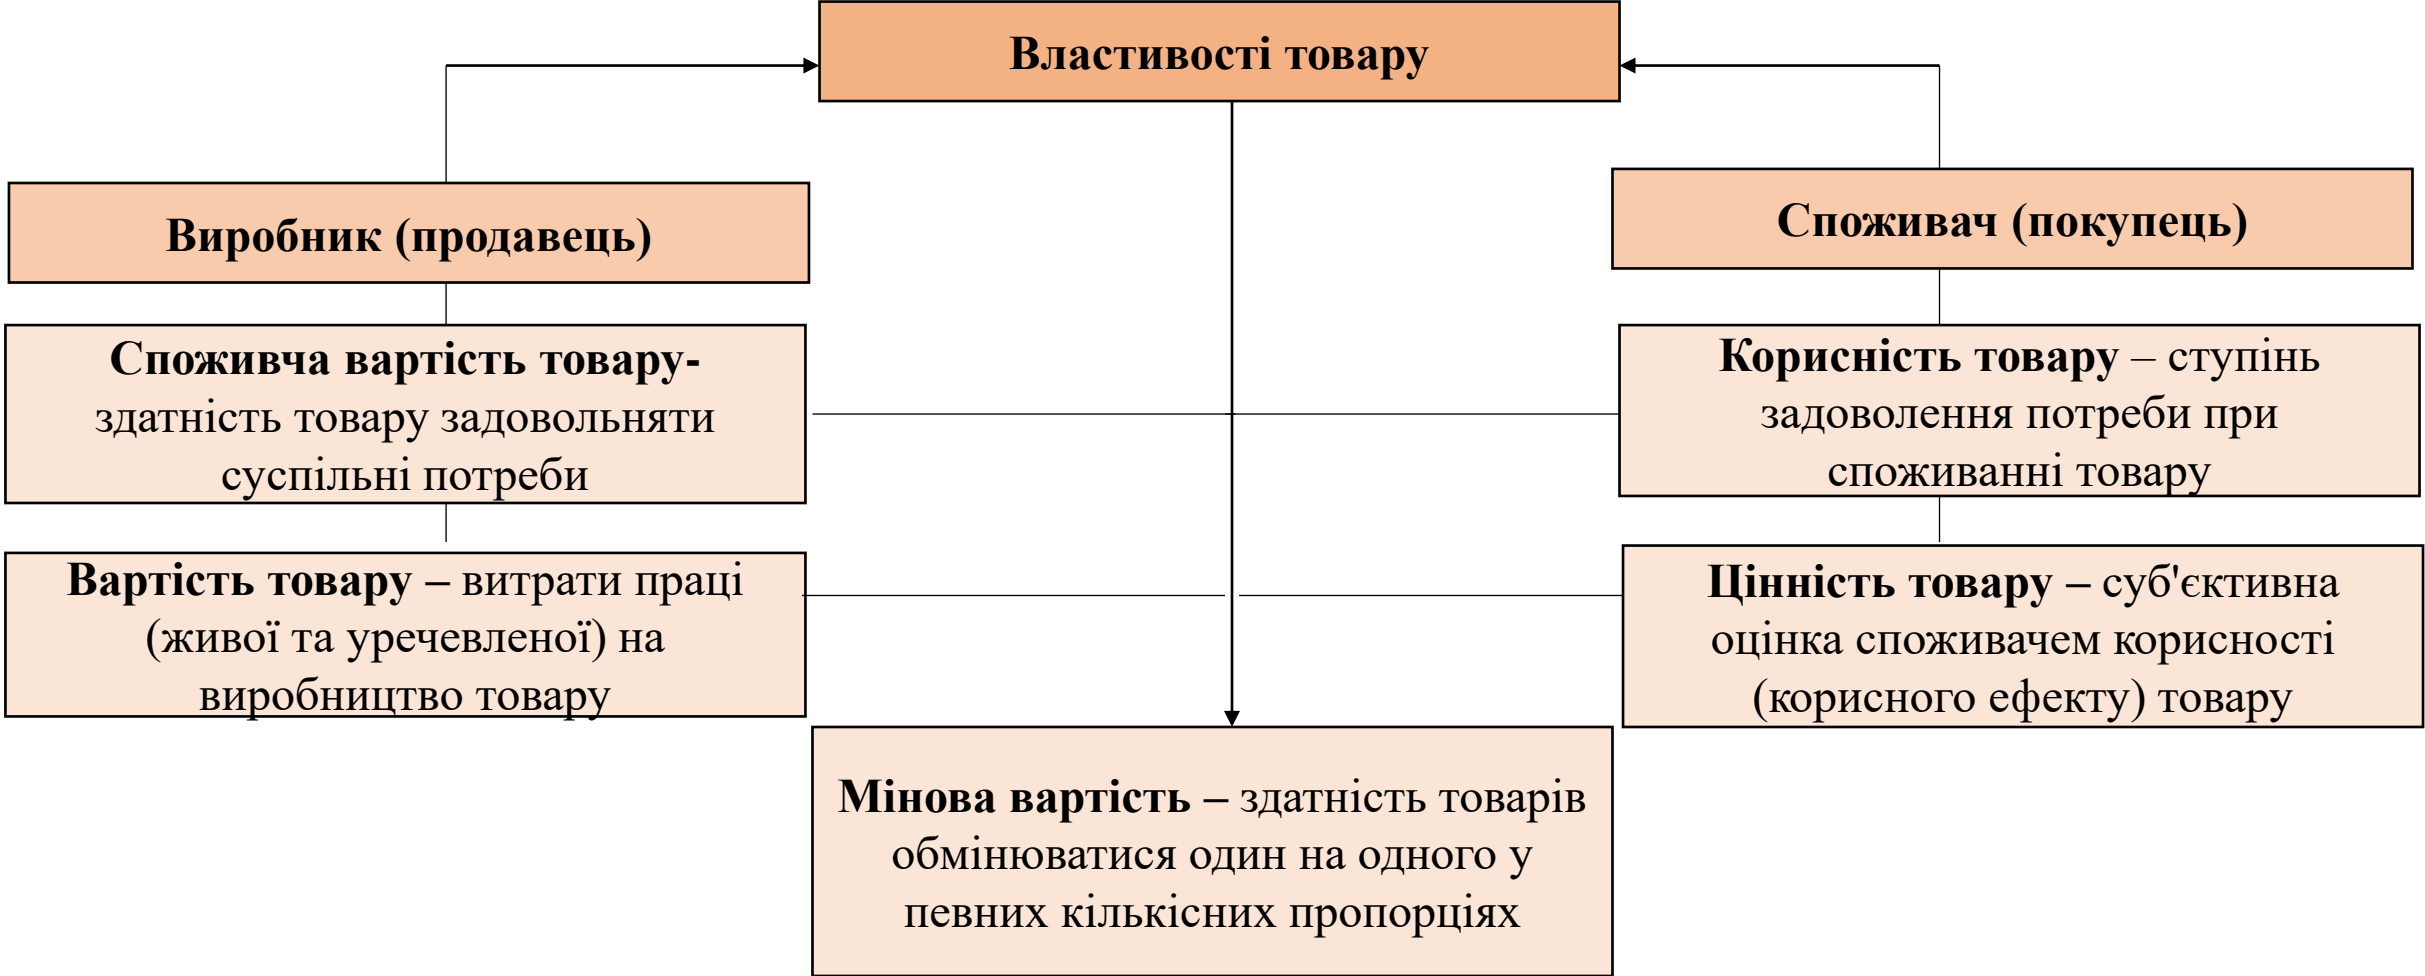 Властивості товару
Виробник (продавець)
Споживач (покупець)
Споживча вартість товару-
здатність товару задовольняти
суспільні потреби
Корисність товару – ступінь
задоволення потреби при
споживанні товару
Вартість товару – витрати праці
(живої та уречевленої) на
виробництво товару
Цінність товару – суб'єктивна
оцінка споживачем корисності
(корисного ефекту) товару
Мінова вартість – здатність товарів
обмінюватися один на одного у
певних кількісних пропорціях